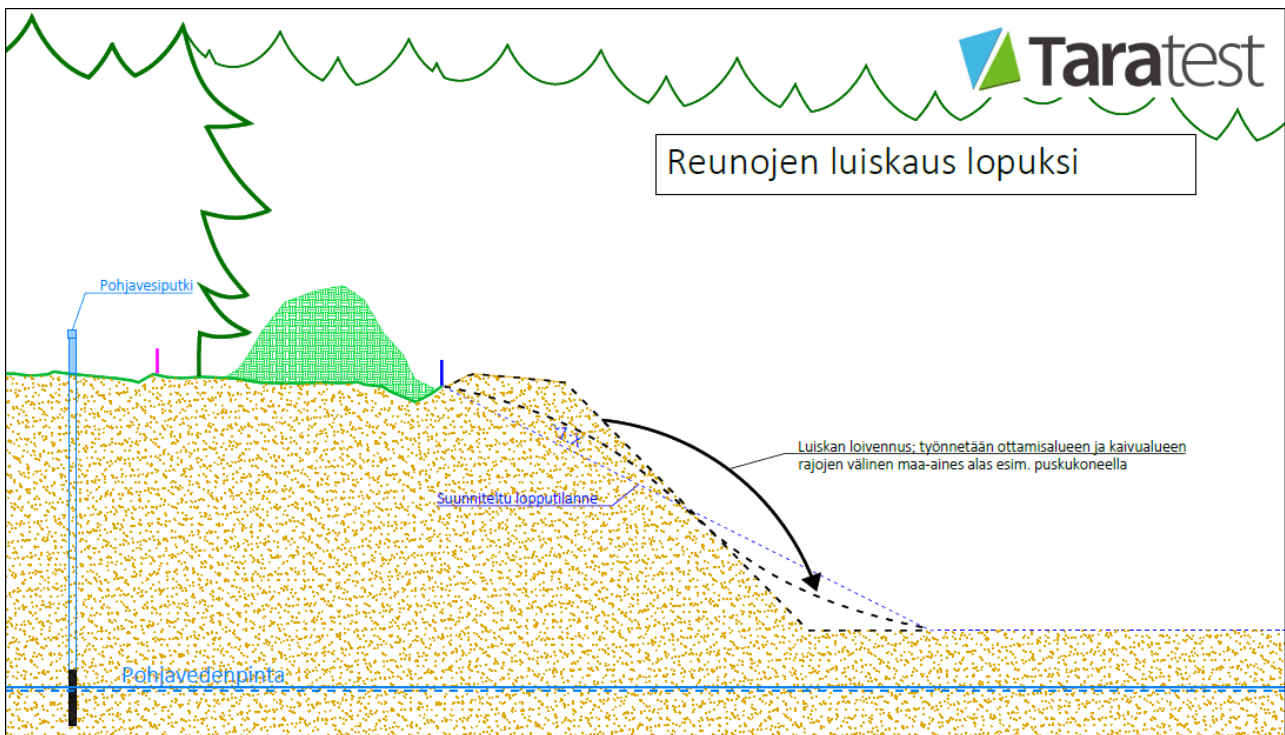 Taratest
Reunojen luiskaus lopuksi
Pohjavesiputki
Luiskan loivennus; työnnetään ottamisalueen ja kaivualueen
rajojen välinen maa-aines alas esim. puskukoneella
Suunniteltu lopputilanne
Pohjavedenpinta